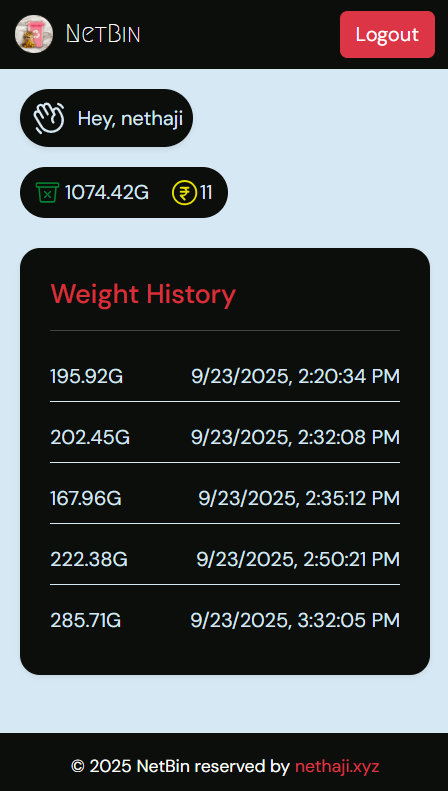 NetBin
Logout
Hey, nethaji
1074.42G ₹ 11
Weight History
195.92G 9/23/2025, 2:20:34 PM
202.45G 9/23/2025, 2:32:08 PM
167.96G 9/23/2025, 2:35:12 PM
222.38G 9/23/2025, 2:50:21 PM
285.71G 9/23/2025, 3:32:05 PM
© 2025 NetBin reserved by nethaji.xyz